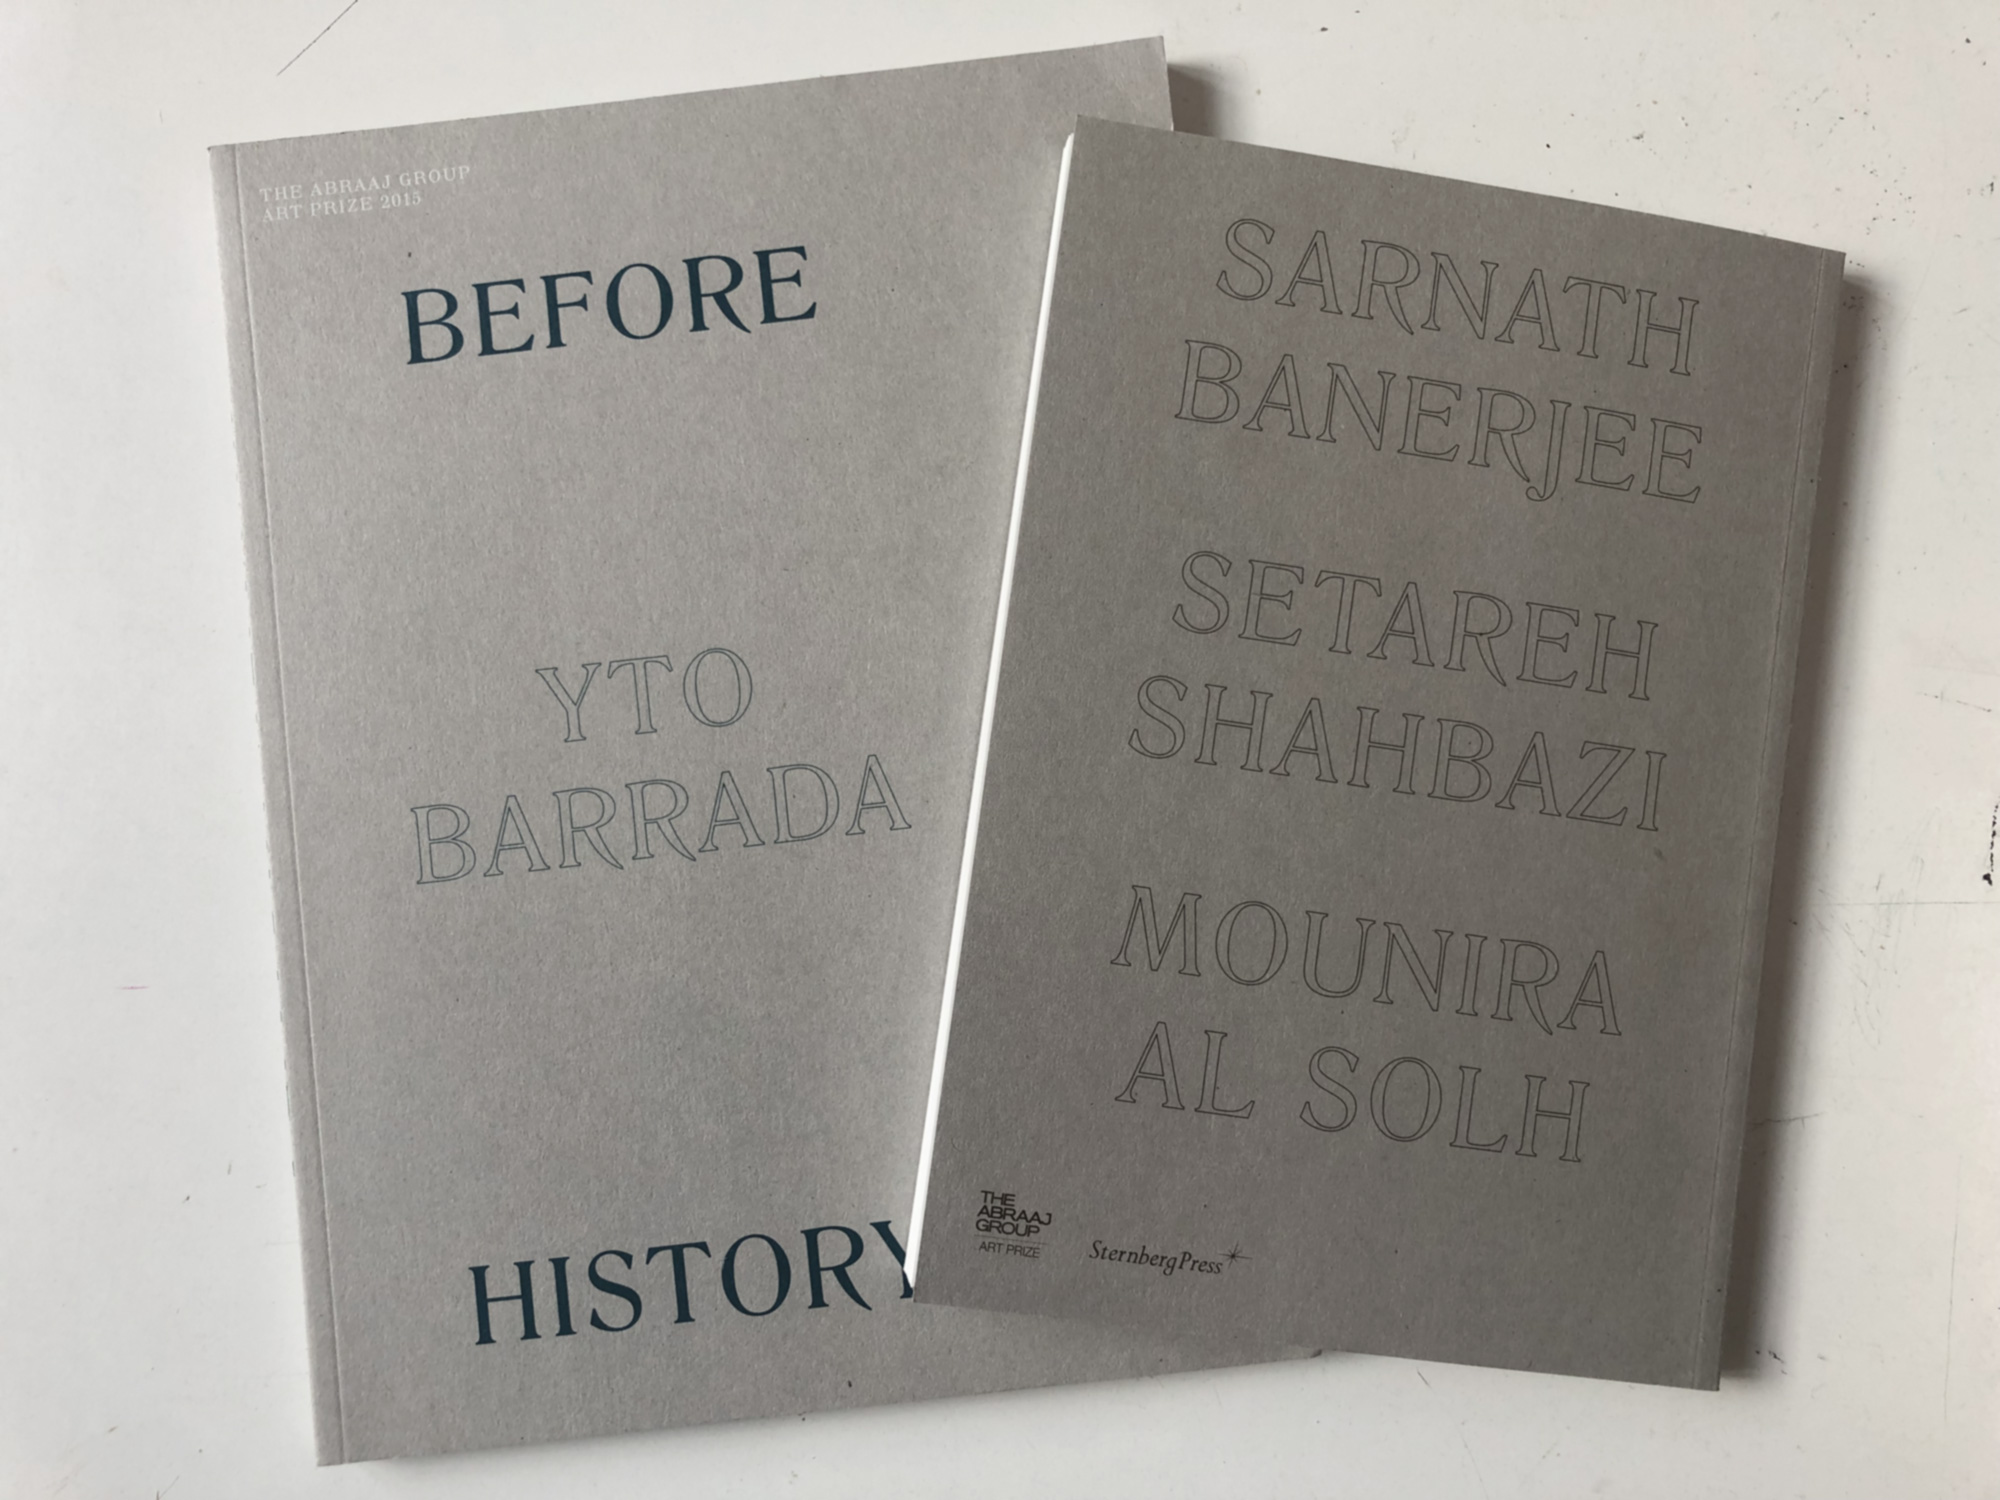 THE ABRAAJ GROUP
ART PRIZE 2015
BEFORE
YTO
BARRADA
HISTORY
SARNATH
BANERJEE
SETAREH
SHAHBAZI
MOUNIRA
AL SOLH
THE
ABRAAJ
GROUP
ART PRIZE
SternbergPress